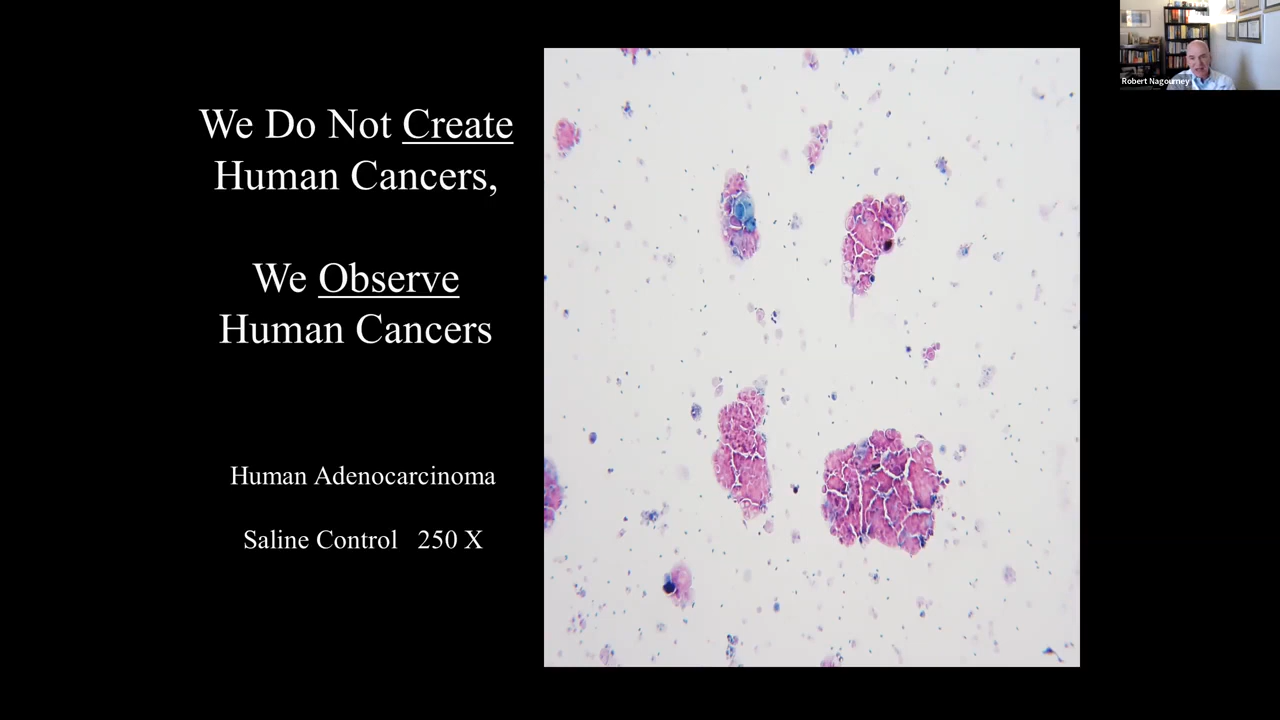 We Do Not Create
Human Cancers,
We Observe
Human Cancers
Human Adenocarcinoma
Saline Control 250 X
Robert Nagourney